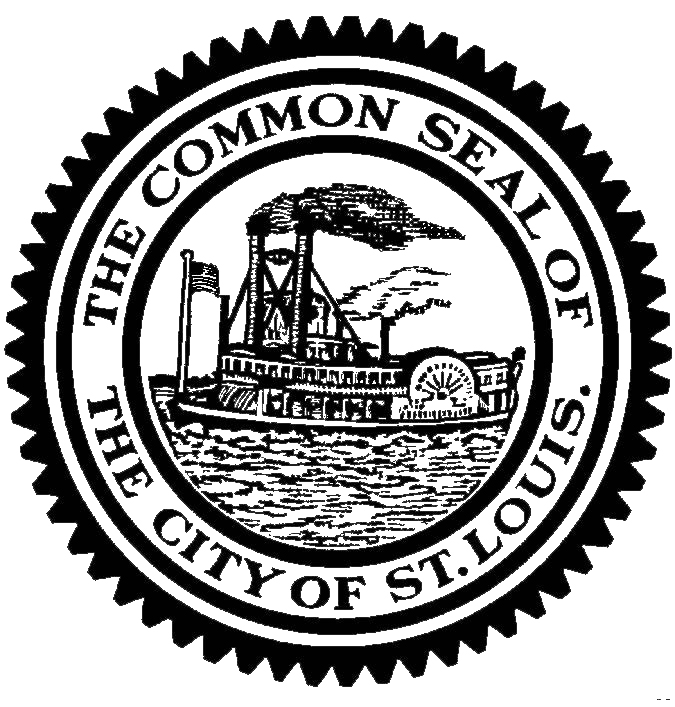 THE COMMON SEAL OF
THE CITY OF ST. LOUIS.